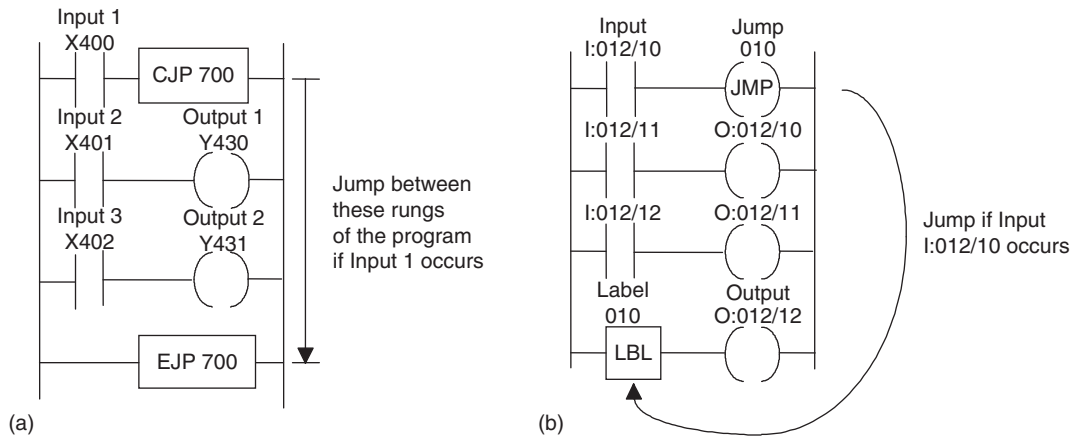 Input 1
X400
CJP 700
Input 2
X401
Output 1
Y430
Input 3
X402
Output 2
Y431
EJP 700
Jump between
these rungs
of the program
if Input 1 occurs
(a)
Input
I:012/10
Jump
010
JMP
I:012/11
O:012/10
I:012/12
O:012/11
Label
010
LBL
Output
O:012/12
Jump if Input
I:012/10 occurs
(b)